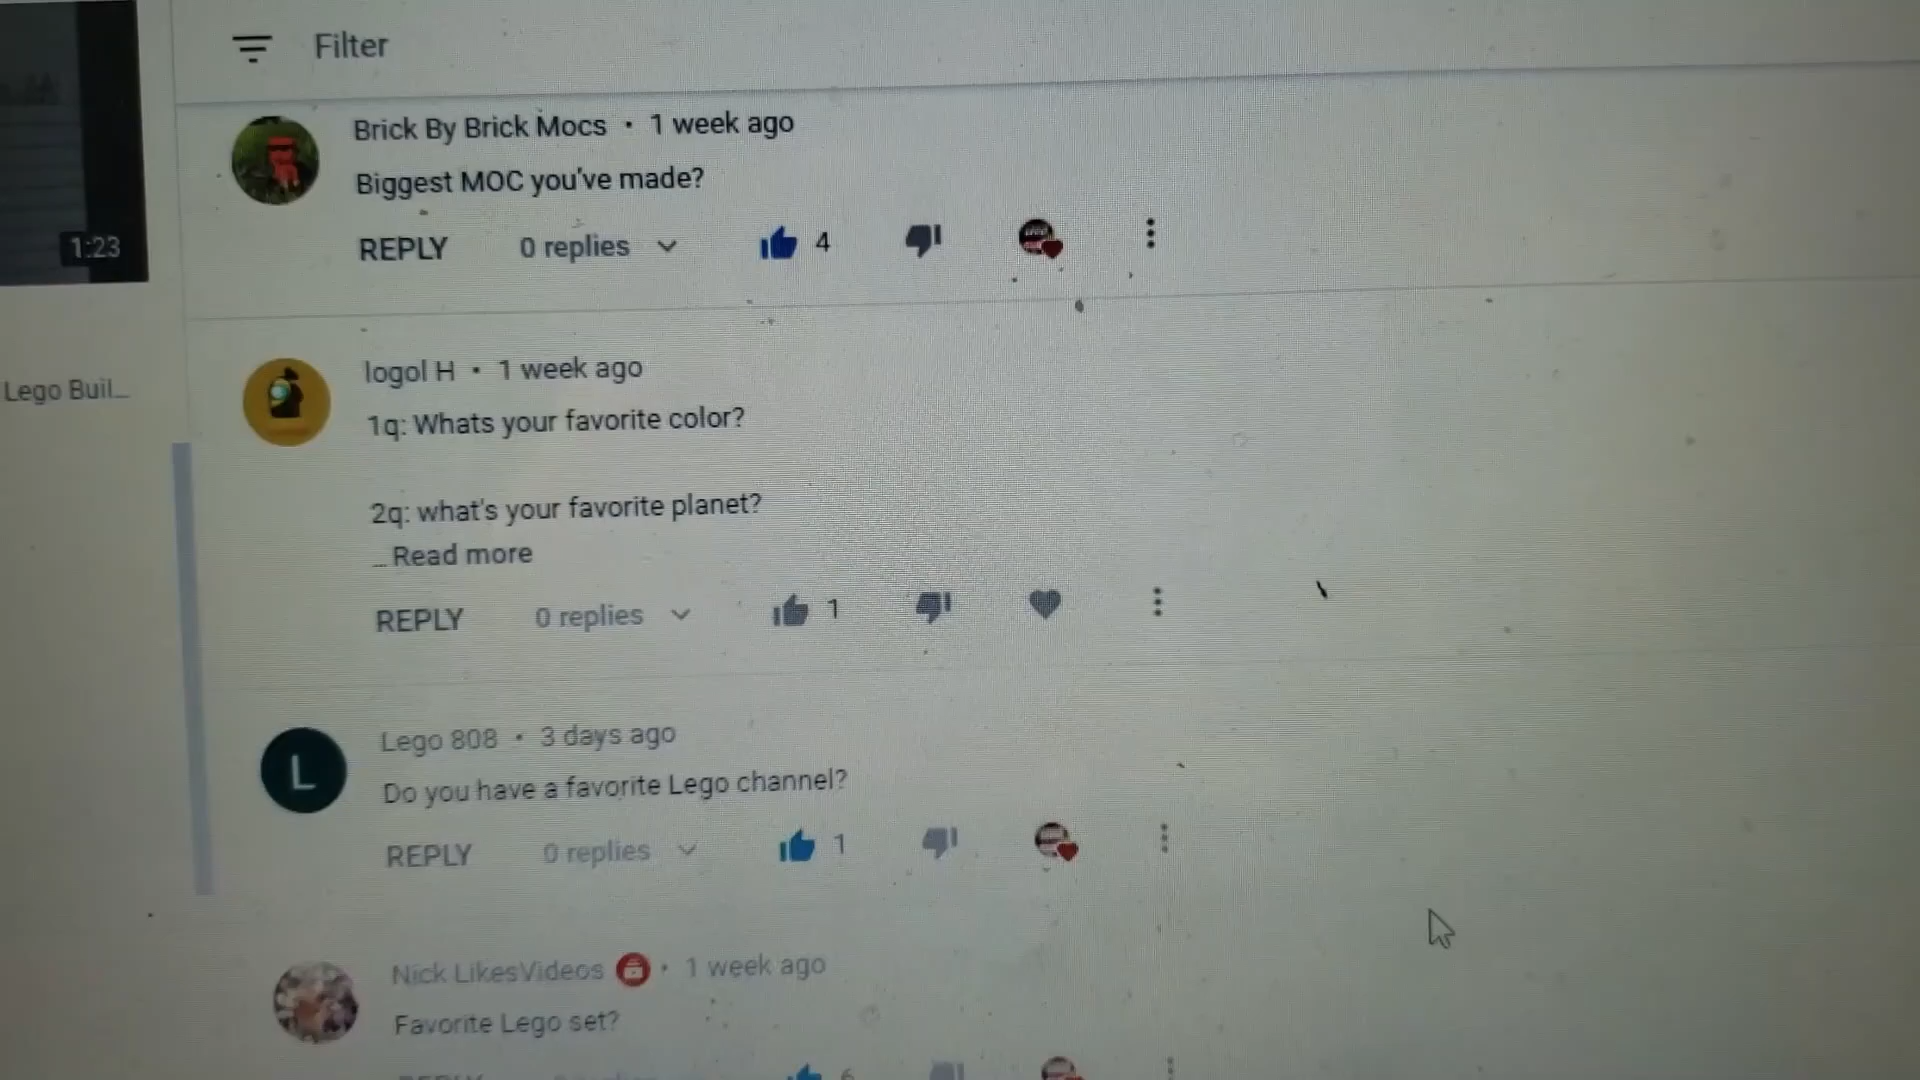 Filter
Brick By Brick Mocs • 1 week ago
Biggest MOC you've made?
REPLY 0 replies 4
1:23
logol H • 1 week ago
Lego Buil...
1q: Whats your favorite color?
2q: what's your favorite planet?
... Read more
REPLY 0 replies 1
Lego 808 • 3 days ago
L
Do you have a favorite Lego channel?
REPLY 0 replies 1
Nick LikesVideos • 1 week ago
Favorite Lego set?
6